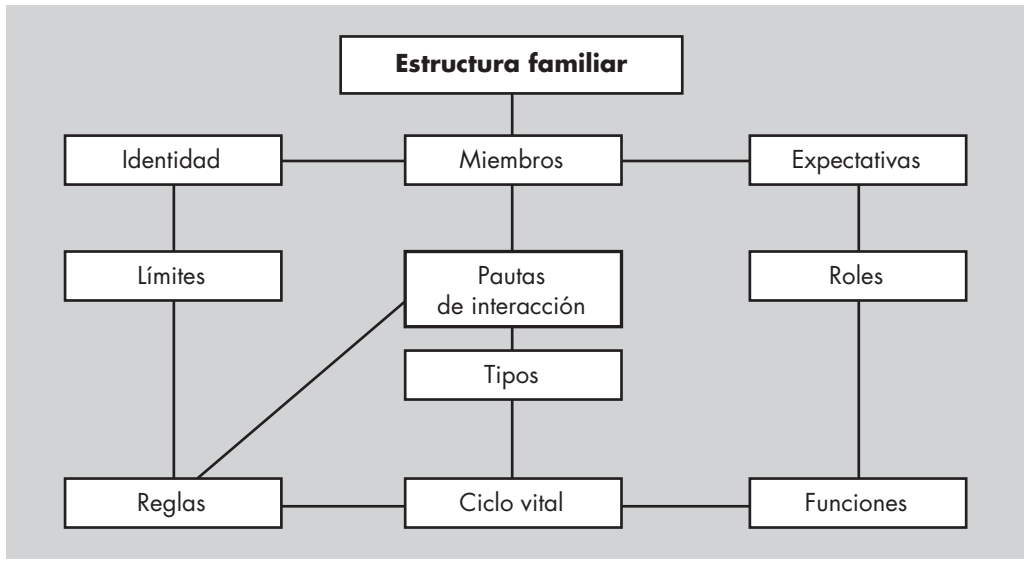 Estructura familiar
Identidad
Miembros
Expectativas
Límites
Pautas
de interacción
Roles
Tipos
Reglas
Ciclo vital
Funciones